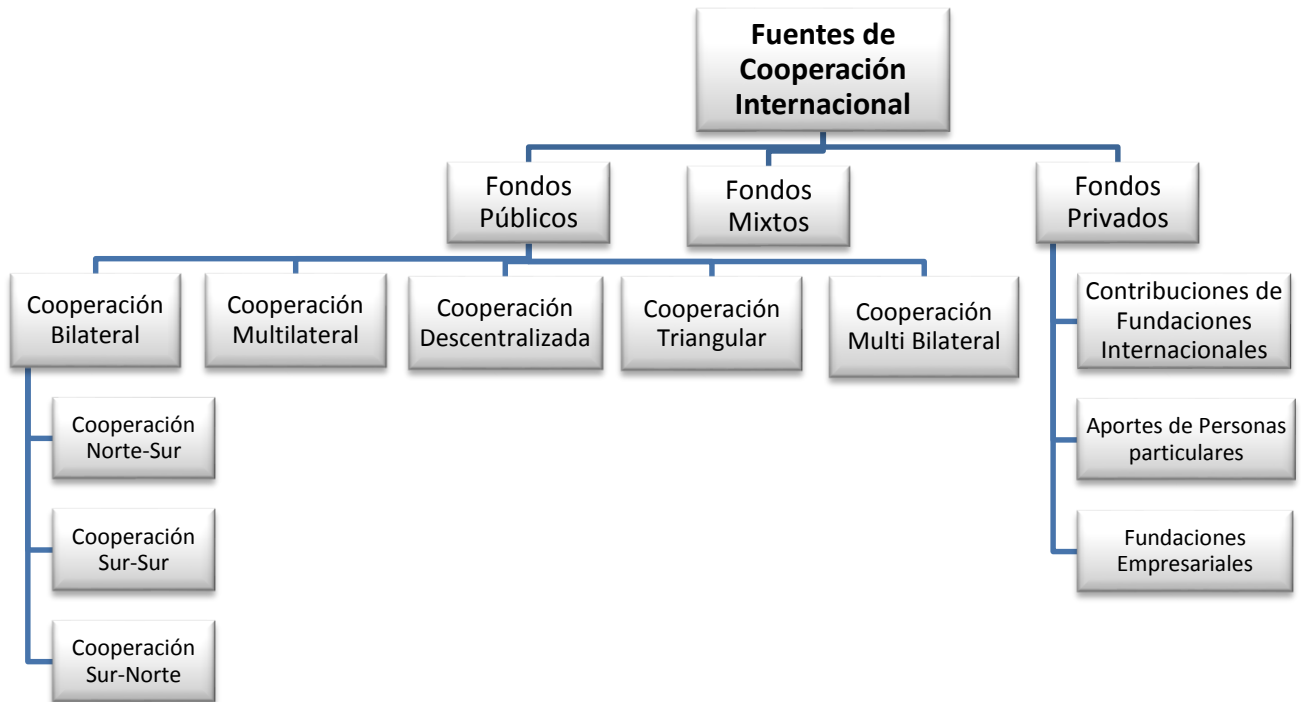 Fuentes de
Cooperación
Internacional
Fondos
Públicos
Fondos
Mixtos
Fondos
Privados
Cooperación
Bilateral
Cooperación
Multilateral
Cooperación
Descentralizada
Cooperación
Triangular
Cooperación
Multi Bilateral
Contribuciones de
Fundaciones
Internacionales
Cooperación
Norte-Sur
Aportes de Personas
particulares
Cooperación
Sur-Sur
Fundaciones
Empresariales
Cooperación
Sur-Norte